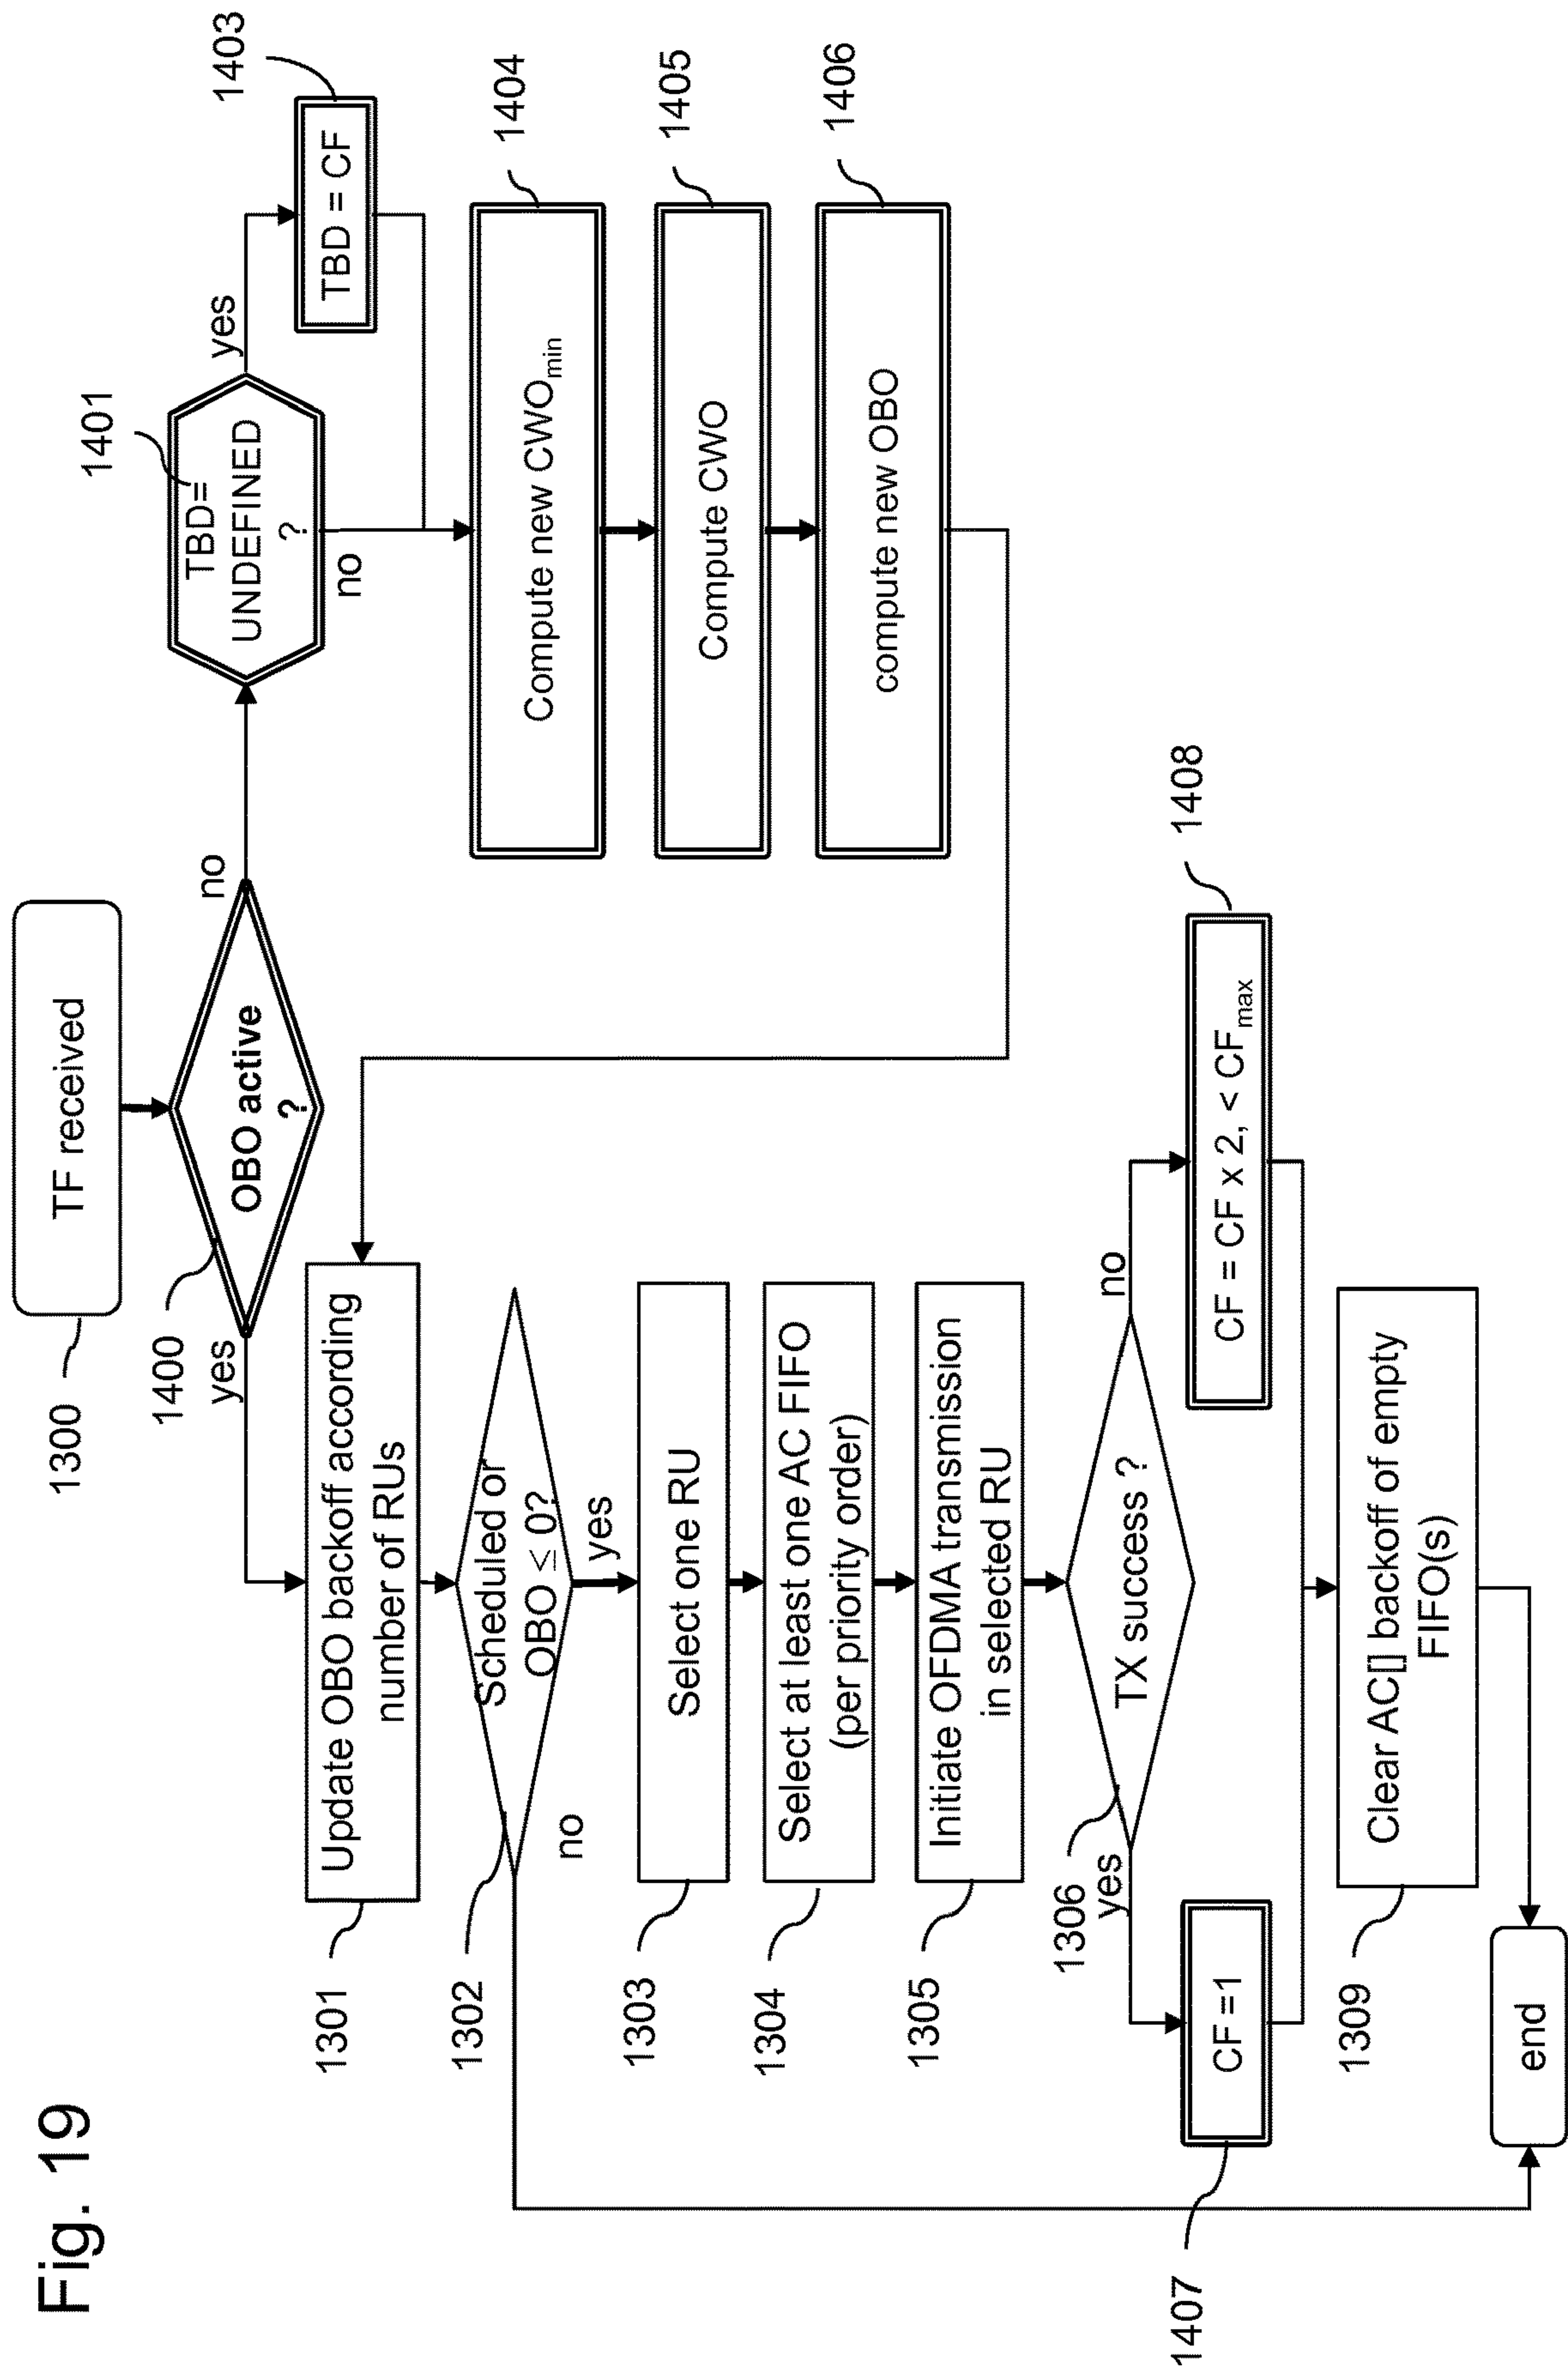 Fig. 19
1300
TF received
1400
OBO active
?
yes
no
1401
TBD=
UNDEFINED
?
yes
no
1403
TBD = CF
1404
Compute new CWOmin
1405
Compute CWO
1406
compute new OBO
1301
Update OBO backoff according
number of RUs
1302
Scheduled or
OBO ≤ 0?
no
yes
1303
Select one RU
1304
Select at least one AC FIFO
(per priority order)
1305
Initiate OFDMA transmission
in selected RU
1306
TX success ?
yes
no
1407
CF =1
1408
CF = CF x 2, < CFmax
1309
Clear AC[] backoff of empty
FIFO(s)
end